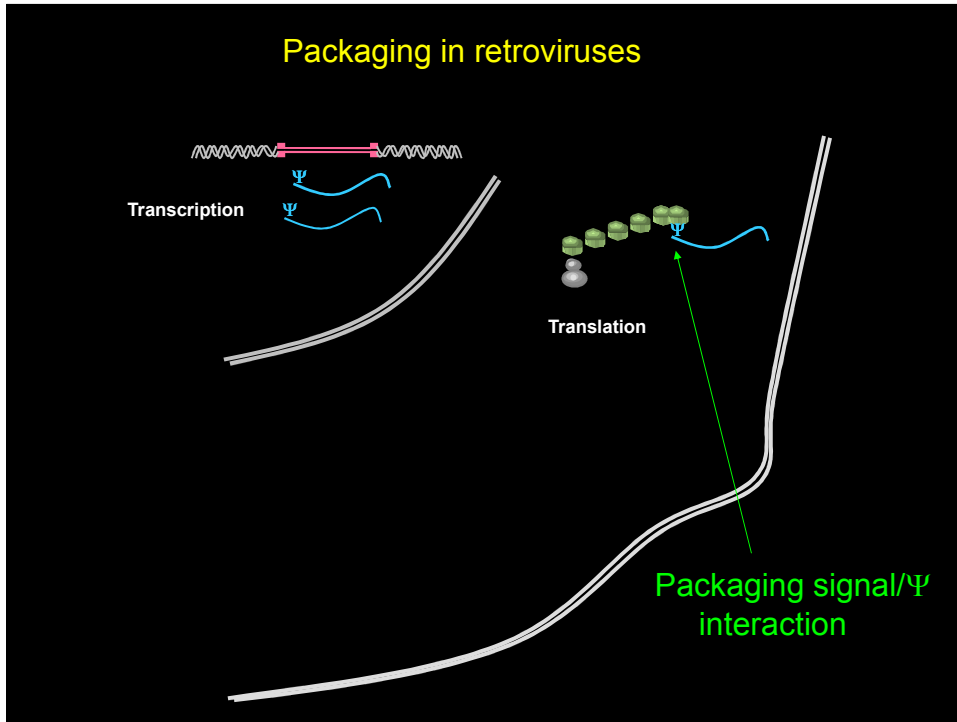 Packaging in retroviruses
Ψ
Ψ
Transcription
Ψ
Translation
Packaging signal/Ψ
interaction